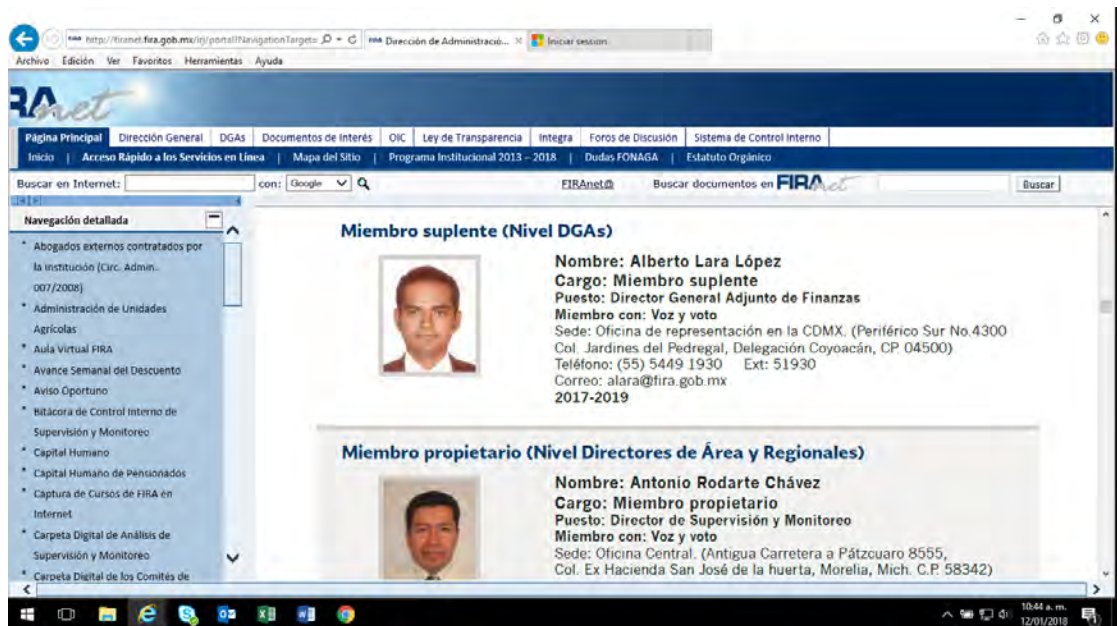 http://firanet.fira.gob.mx/irj/portal?NavigationTarget=
Dirección de Administració...
Iniciar session
Archivo Edición Ver Favoritos Herramientas Ayuda
RAnet
Página Principal Dirección General DGAs Documentos de Interés OIC Ley de Transparencia Integra Foros de Discusión Sistema de Control Interno
Inicio | Acceso Rápido a los Servicios en Línea | Mapa del Sitio | Programa Institucional 2013 – 2018 | Dudas FONAGA | Estatuto Orgánico
Buscar en Internet: con: Google FIRAnet@ Buscar documentos en FIRAnet Buscar
Navegación detallada
* Abogados externos contratados por
la institución (Circ. Admin.
007/2008)
* Administración de Unidades
Agrícolas
* Aula Virtual FIRA
* Avance Semanal del Descuento
* Aviso Oportuno
* Bitácora de Control Interno de
Supervisión y Monitoreo
* Capital Humano
* Capital Humano de Pensionados
* Captura de Cursos de FIRA en
Internet
* Carpeta Digital de Análisis de
Supervisión y Monitoreo
* Carpeta Digital de los Comités de
Miembro suplente (Nivel DGAs)
Nombre: Alberto Lara López
Cargo: Miembro suplente
Puesto: Director General Adjunto de Finanzas
Miembro con: Voz y voto
Sede: Oficina de representación en la CDMX. (Periférico Sur No.4300
Col. Jardines del Pedregal, Delegación Coyoacán, CP 04500)
Teléfono: (55) 5449 1930 Ext: 51930
Correo: alara@fira.gob.mx
2017-2019
Miembro propietario (Nivel Directores de Área y Regionales)
Nombre: Antonio Rodarte Chávez
Cargo: Miembro propietario
Puesto: Director de Supervisión y Monitoreo
Miembro con: Voz y voto
Sede: Oficina Central. (Antigua Carretera a Pátzcuaro 8555,
Col. Ex Hacienda San José de la huerta, Morelia, Mich. C.P. 58342)
10:44 a. m.
12/01/2018